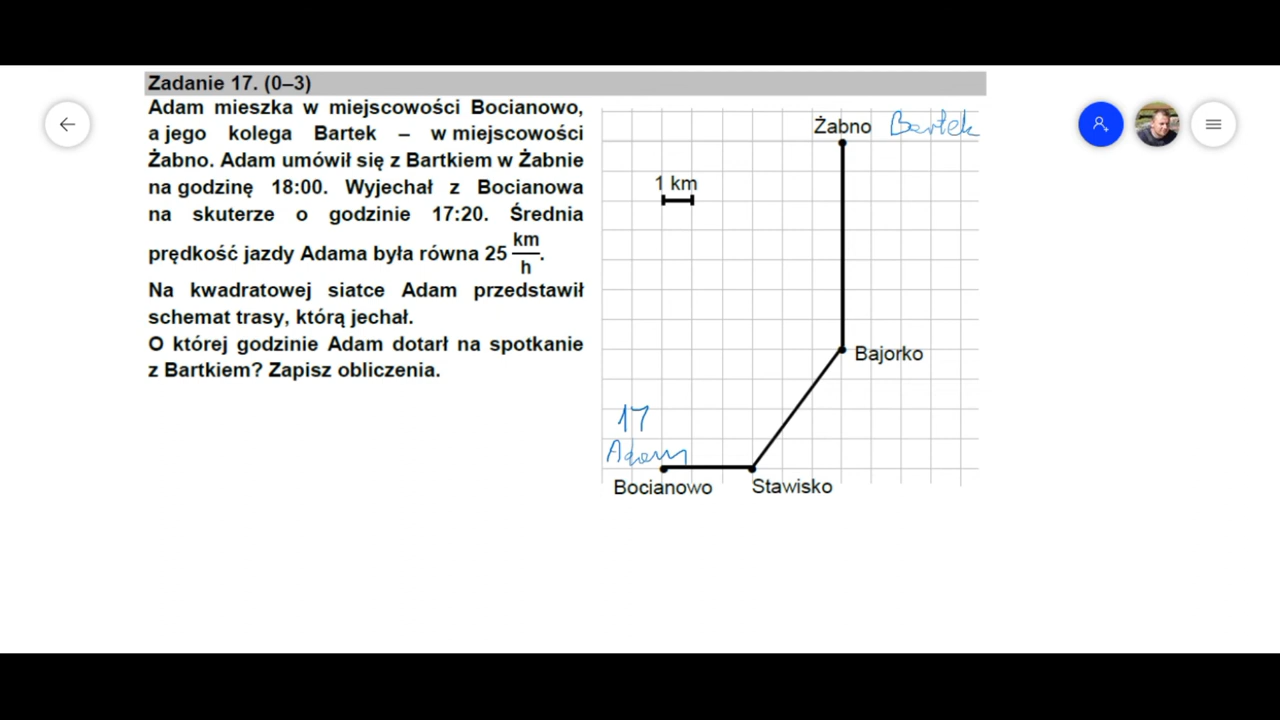 Zadanie 17. (0–3)
Adam mieszka w miejscowości Bocianowo,
a jego kolega Bartek – w miejscowości
Żabno. Adam umówił się z Bartkiem w Żabnie
na godzinę 18:00. Wyjechał z Bocianowa
na skuterze o godzinie 17:20. Średnia
prędkość jazdy Adama była równa 25 km/h.
Na kwadratowej siatce Adam przedstawił
schemat trasy, którą jechał.
O której godzinie Adam dotarł na spotkanie
z Bartkiem? Zapisz obliczenia.
Żabno Bartek
1 km
Bajorko
17
Adam
Bocianowo
Stawisko